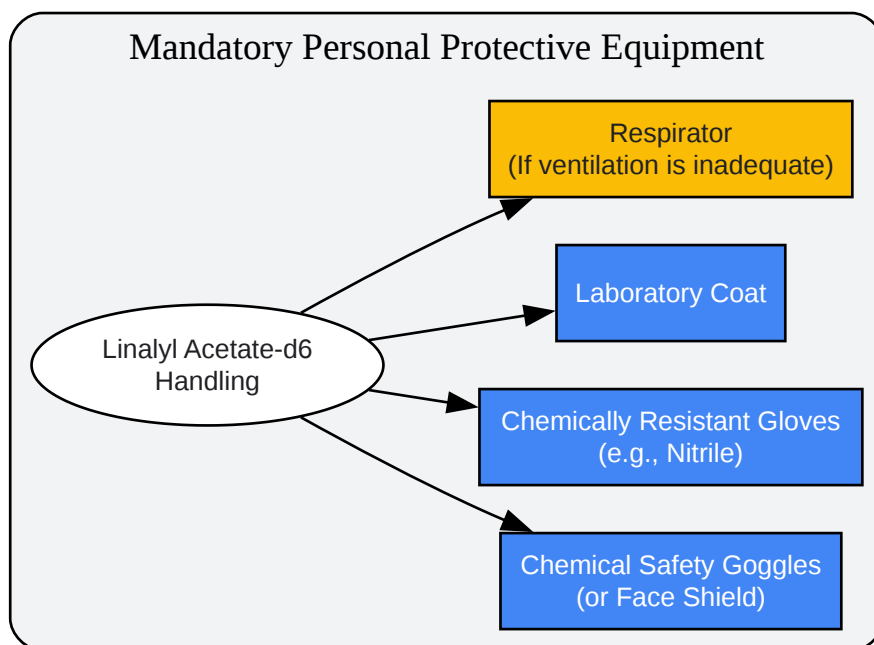 Mandatory Personal Protective Equipment
Respirator
(If ventilation is inadequate)
Laboratory Coat
Linalyl Acetate-d6
Handling
Chemically Resistant Gloves
(e.g., Nitrile)
Chemical Safety Goggles
(or Face Shield)